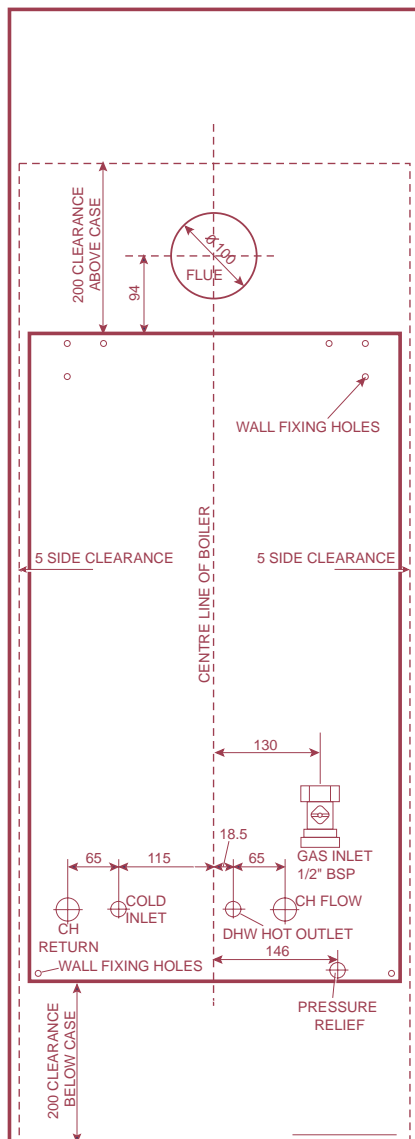 200 CLEARANCE
ABOVE CASE
94
Ø 100
FLUE
WALL FIXING HOLES
5 SIDE CLEARANCE
5 SIDE CLEARANCE
CENTRE LINE OF BOILER
130
18.5
65
115
65
GAS INLET
1/2" BSP
COLD
INLET
CH FLOW
CH
RETURN
DHW HOT OUTLET
146
WALL FIXING HOLES
PRESSURE
RELIEF
200 CLEARANCE
BELOW CASE